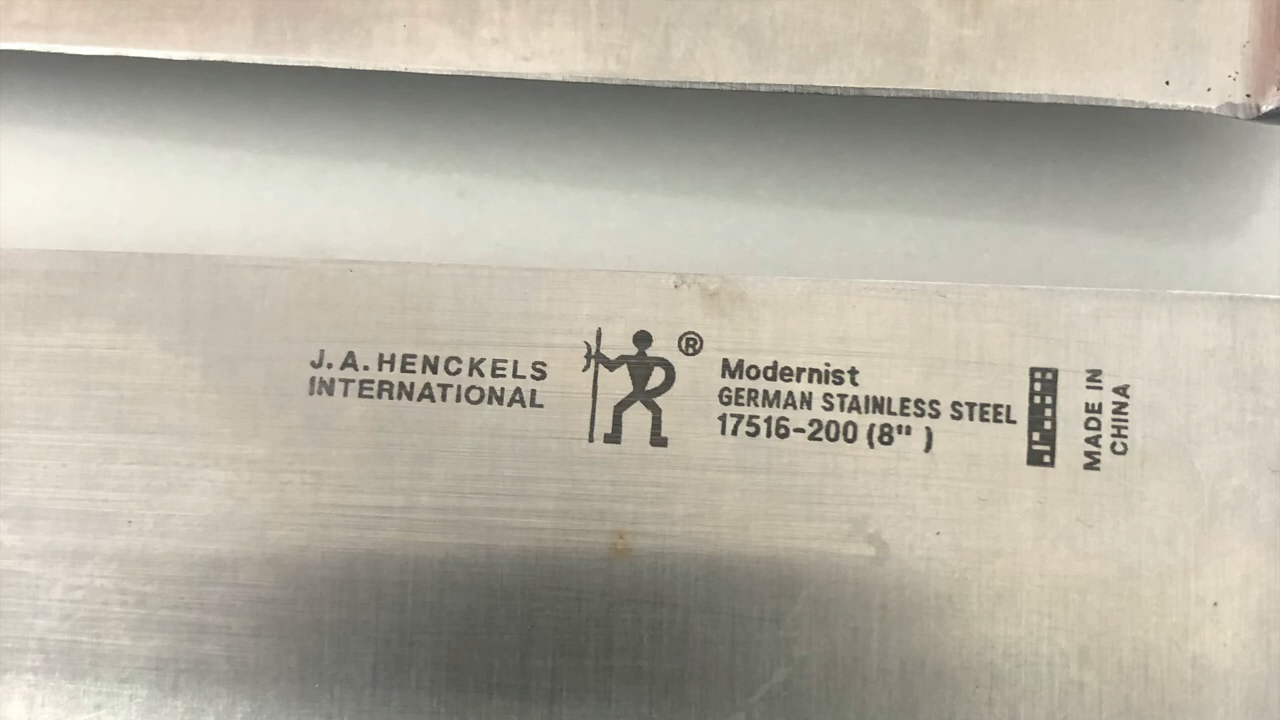 J.A.HENCKELS
INTERNATIONAL
®
Modernist
GERMAN STAINLESS STEEL
17516-200 (8" )
MADE IN
CHINA